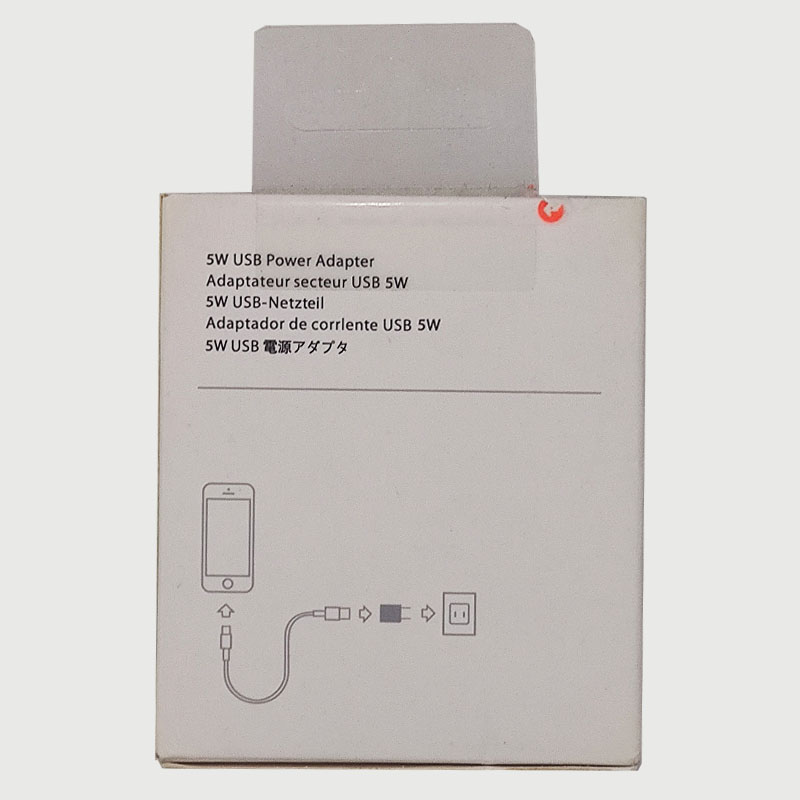 5W USB Power Adapter
Adaptateur secteur USB 5W
5W USB-Netzteil
Adaptador de corrlente USB 5W
5W USB 電源アダプタ